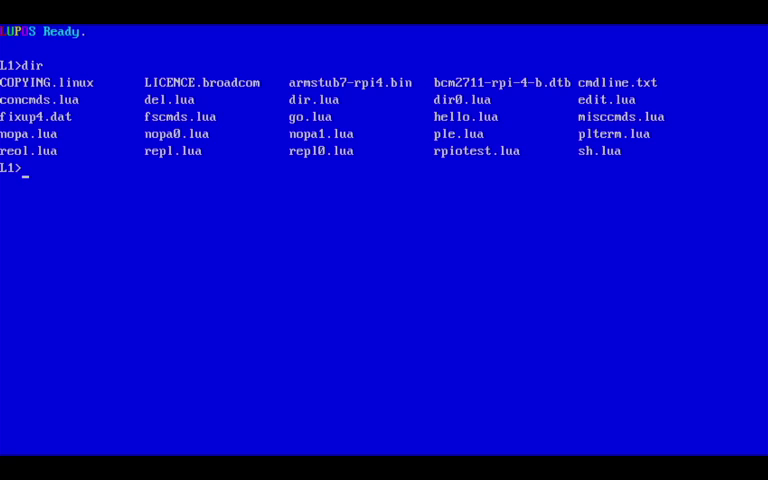 LUPOS Ready.
L1>dir
COPYING.linux LICENCE.broadcom armstub7-rpi4.bin bcm2711-rpi-4-b.dtb cmdline.txt
concmds.lua del.lua dir.lua dir0.lua edit.lua
fixup4.dat fscmds.lua go.lua hello.lua misccmds.lua
nopa.lua nopa0.lua nopa1.lua ple.lua plterm.lua
reol.lua repl.lua repl0.lua rpiotest.lua sh.lua
L1>_